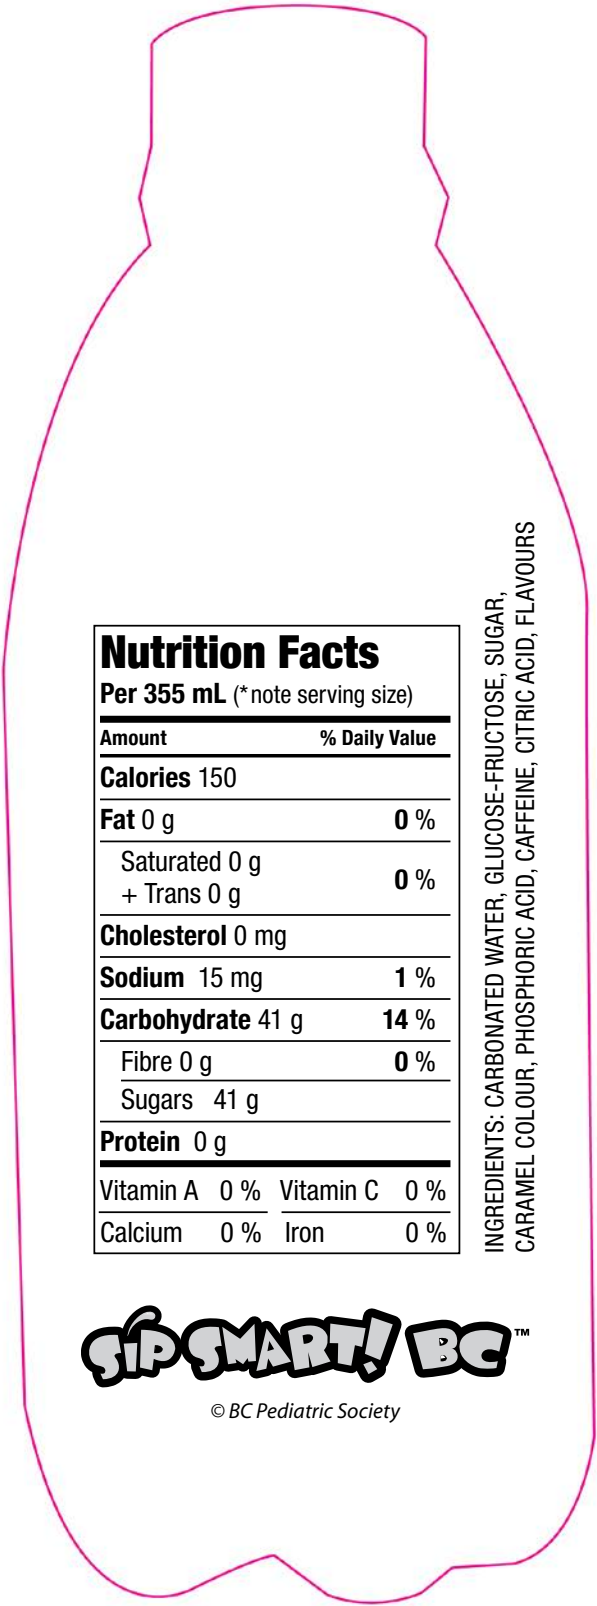 Nutrition Facts
Per 355 mL (* note serving size)
Amount % Daily Value
Calories 150
Fat 0 g 0 %
Saturated 0 g
+ Trans 0 g 0 %
Cholesterol 0 mg
Sodium 15 mg 1 %
Carbohydrate 41 g 14 %
Fibre 0 g 0 %
Sugars 41 g
Protein 0 g
Vitamin A 0 % Vitamin C 0 %
Calcium 0 % Iron 0 %
INGREDIENTS: CARBONATED WATER, GLUCOSE-FRUCTOSE, SUGAR,
CARAMEL COLOUR, PHOSPHORIC ACID, CAFFEINE, CITRIC ACID, FLAVOURS
SiP SMART! BC™
© BC Pediatric Society